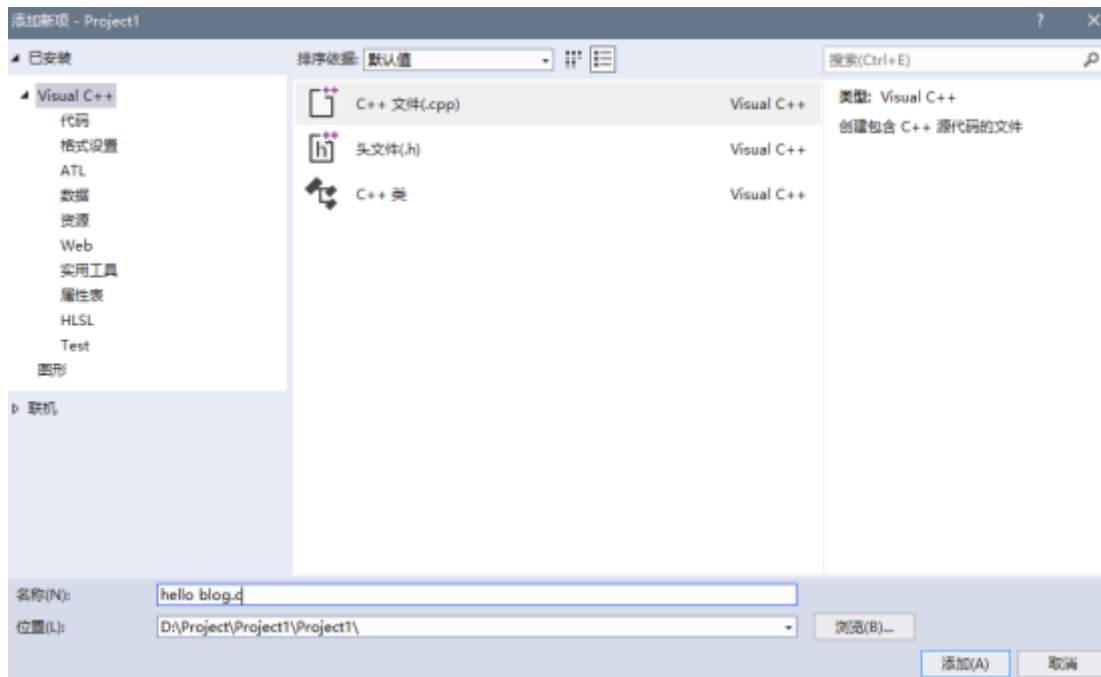 添加新项 - Project1
?
已安装
排序依据: 默认值
搜索(Ctrl+E)
Visual C++
代码
格式设置
ATL
数据
资源
Web
实用工具
属性表
HLSL
Test
图形
联机
C++ 文件(.cpp) Visual C++
头文件(.h) Visual C++
C++ 类 Visual C++
类型: Visual C++
创建包含 C++ 源代码的文件
名称(N): hello blog.c
位置(L): D:\Project\Project1\Project1\
浏览(B)...
添加(A)
取消